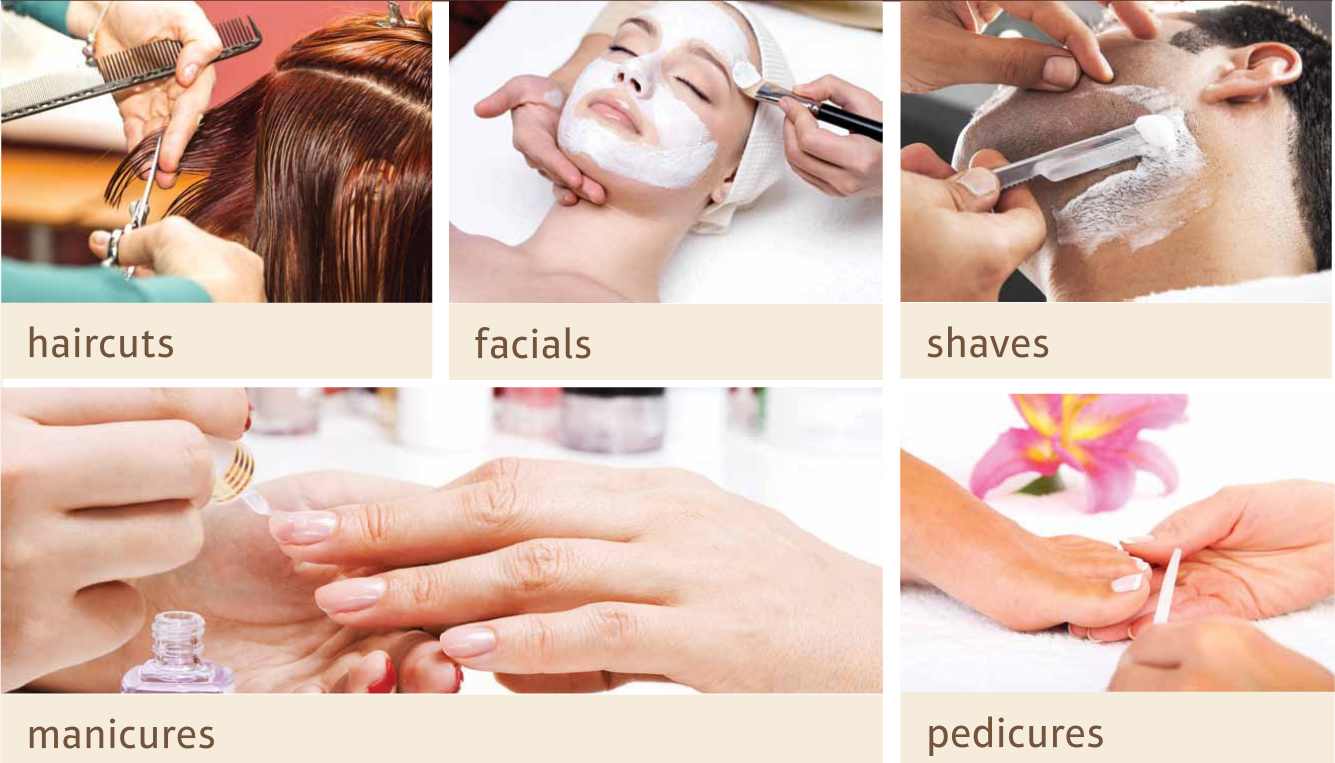 haircuts
facials
shaves
manicures
pedicures